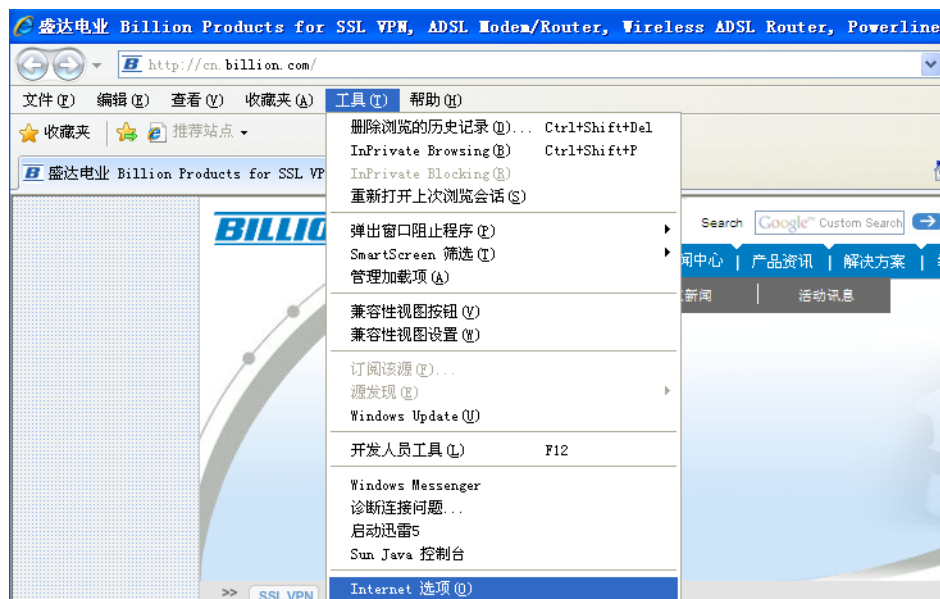 盛达电业 Billion Products for SSL VPN, ADSL Modem/Router, Wireless ADSL Router, Powerline
B http://cn.billion.com/
文件(F) 编辑(E) 查看(V) 收藏夹(A) 工具(T) 帮助(H)
收藏夹 推荐站点
B 盛达电业 Billion Products for SSL VP
删除浏览的历史记录(D)... Ctrl+Shift+Del
InPrivate Browsing(B) Ctrl+Shift+P
InPrivate Blocking(R)
重新打开上次浏览会话(S)
弹出窗口阻止程序(P)
SmartScreen 筛选(T)
管理加载项(A)
兼容性视图按钮(V)
兼容性视图设置(W)
订阅该源(F)...
源发现(E)
Windows Update(U)
开发人员工具(L) F12
Windows Messenger
诊断连接问题...
启动迅雷5
Sun Java 控制台
Internet 选项(O)
BILLIO
Search Google™ Custom Search
闻中心 | 产品资讯 | 解决方案 |
新闻 | 活动讯息
>> SSL VPN